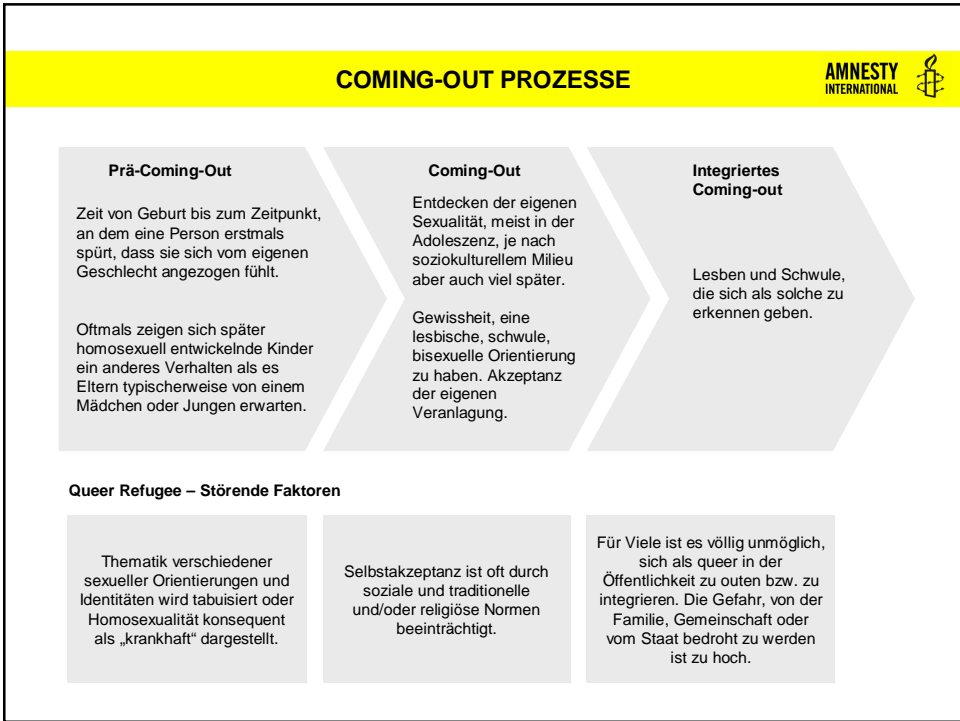 COMING-OUT PROZESSE
AMNESTY
INTERNATIONAL
Prä-Coming-Out
Zeit von Geburt bis zum Zeitpunkt,
an dem eine Person erstmals
spürt, dass sie sich vom eigenen
Geschlecht angezogen fühlt.
Oftmals zeigen sich später
homosexuell entwickelnde Kinder
ein anderes Verhalten als es
Eltern typischerweise von einem
Mädchen oder Jungen erwarten.
Coming-Out
Entdecken der eigenen
Sexualität, meist in der
Adoleszenz, je nach
soziokulturellem Milieu
aber auch viel später.
Gewissheit, eine
lesbische, schwule,
bisexuelle Orientierung
zu haben. Akzeptanz
der eigenen
Veranlagung.
Integriertes
Coming-out
Lesben und Schwule,
die sich als solche zu
erkennen geben.
Queer Refugee – Störende Faktoren
Thematik verschiedener
sexueller Orientierungen und
Identitäten wird tabuisiert oder
Homosexualität konsequent
als „krankhaft“ dargestellt.
Selbstakzeptanz ist oft durch
soziale und traditionelle
und/oder religiöse Normen
beeinträchtigt.
Für Viele ist es völlig unmöglich,
sich als queer in der
Öffentlichkeit zu outen bzw. zu
integrieren. Die Gefahr, von der
Familie, Gemeinschaft oder
vom Staat bedroht zu werden
ist zu hoch.